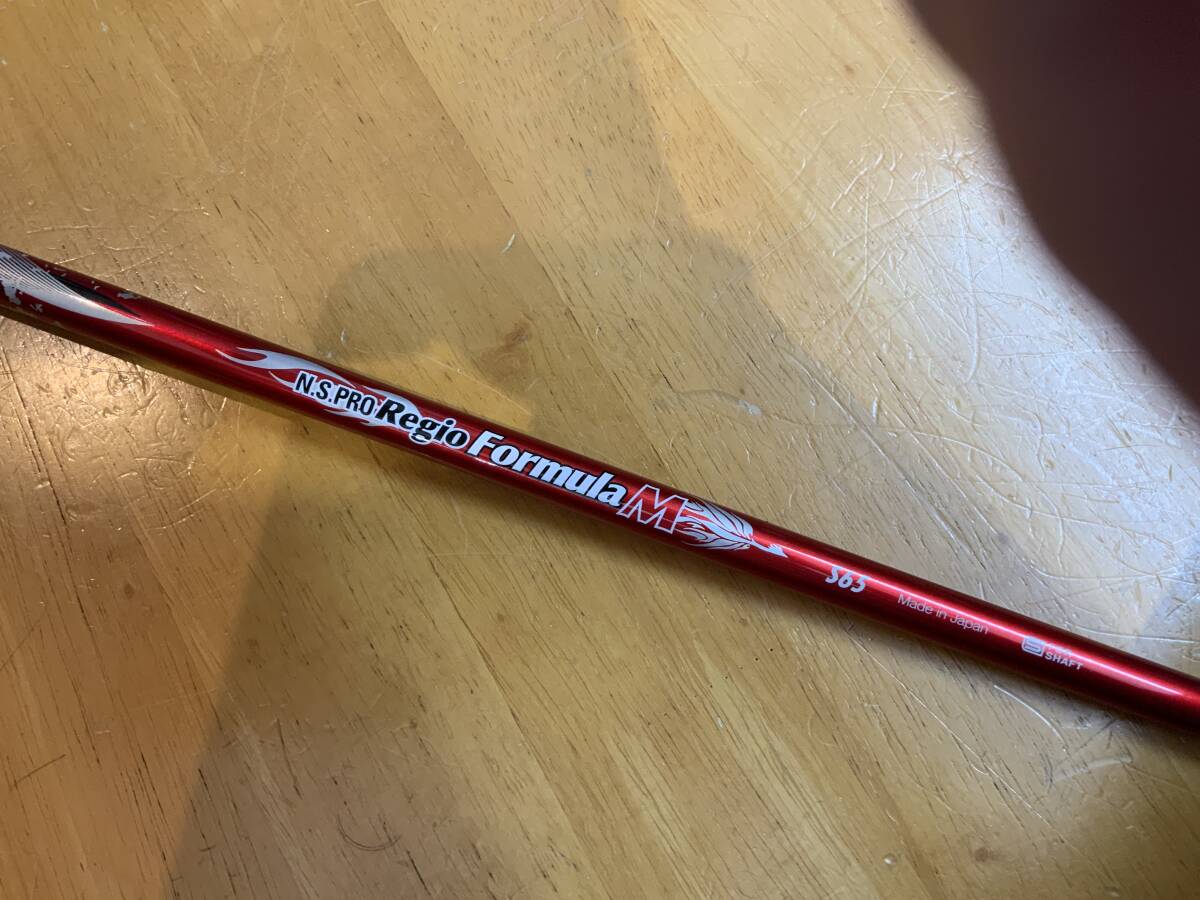 N.S.PRO Regio Formula M S65 Made in Japan
SHAFT